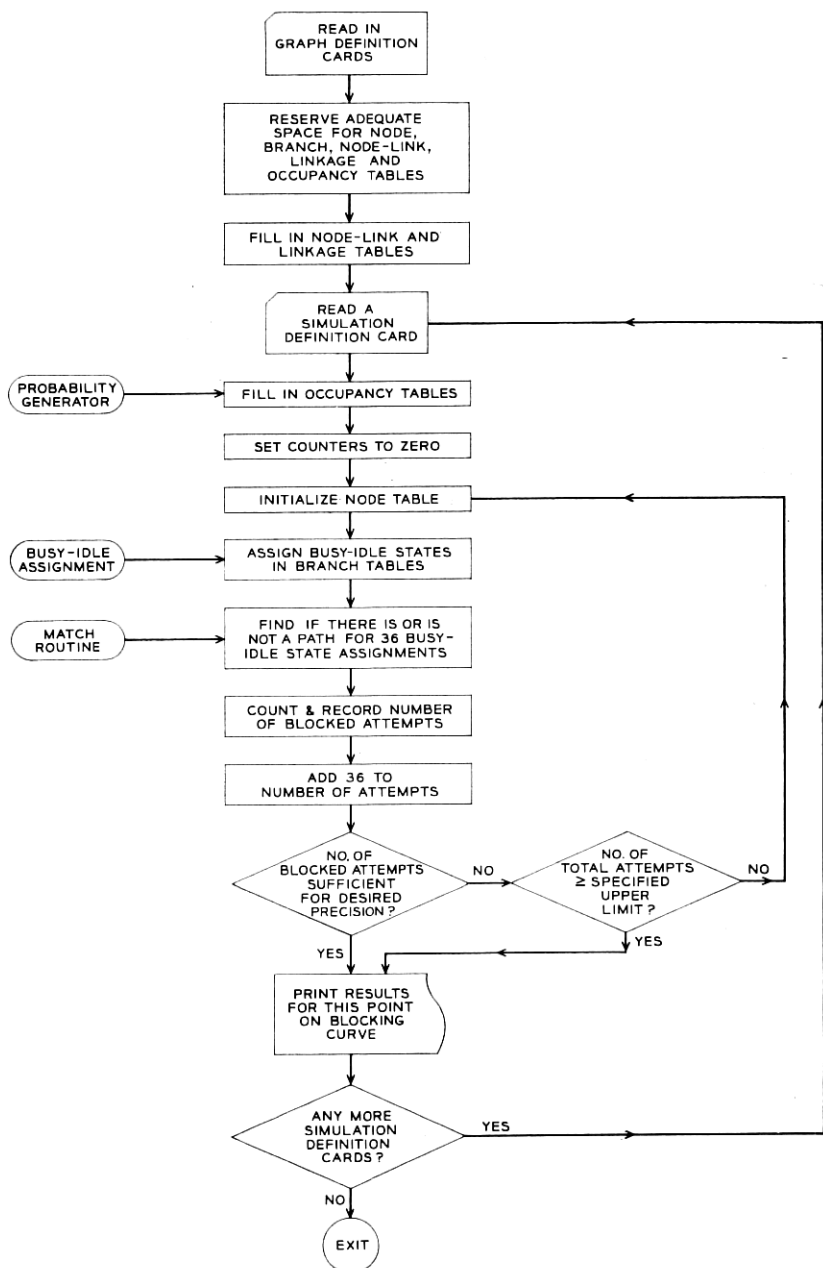 READ IN
GRAPH DEFINITION
CARDS
RESERVE ADEQUATE
SPACE FOR NODE,
BRANCH, NODE-LINK,
LINKAGE AND
OCCUPANCY TABLES
FILL IN NODE-LINK AND
LINKAGE TABLES
READ A
SIMULATION
DEFINITION CARD
PROBABILITY
GENERATOR
FILL IN OCCUPANCY TABLES
SET COUNTERS TO ZERO
INITIALIZE NODE TABLE
BUSY-IDLE
ASSIGNMENT
ASSIGN BUSY-IDLE STATES
IN BRANCH TABLES
MATCH
ROUTINE
FIND IF THERE IS OR IS
NOT A PATH FOR 36 BUSY-
IDLE STATE ASSIGNMENTS
COUNT & RECORD NUMBER
OF BLOCKED ATTEMPTS
ADD 36 TO
NUMBER OF ATTEMPTS
NO. OF
BLOCKED ATTEMPTS
SUFFICIENT
FOR DESIRED
PRECISION?
NO
NO. OF
TOTAL ATTEMPTS
≥ SPECIFIED
UPPER
LIMIT?
NO
YES
YES
PRINT RESULTS
FOR THIS POINT
ON BLOCKING
CURVE
ANY MORE
SIMULATION
DEFINITION
CARDS?
YES
NO
EXIT